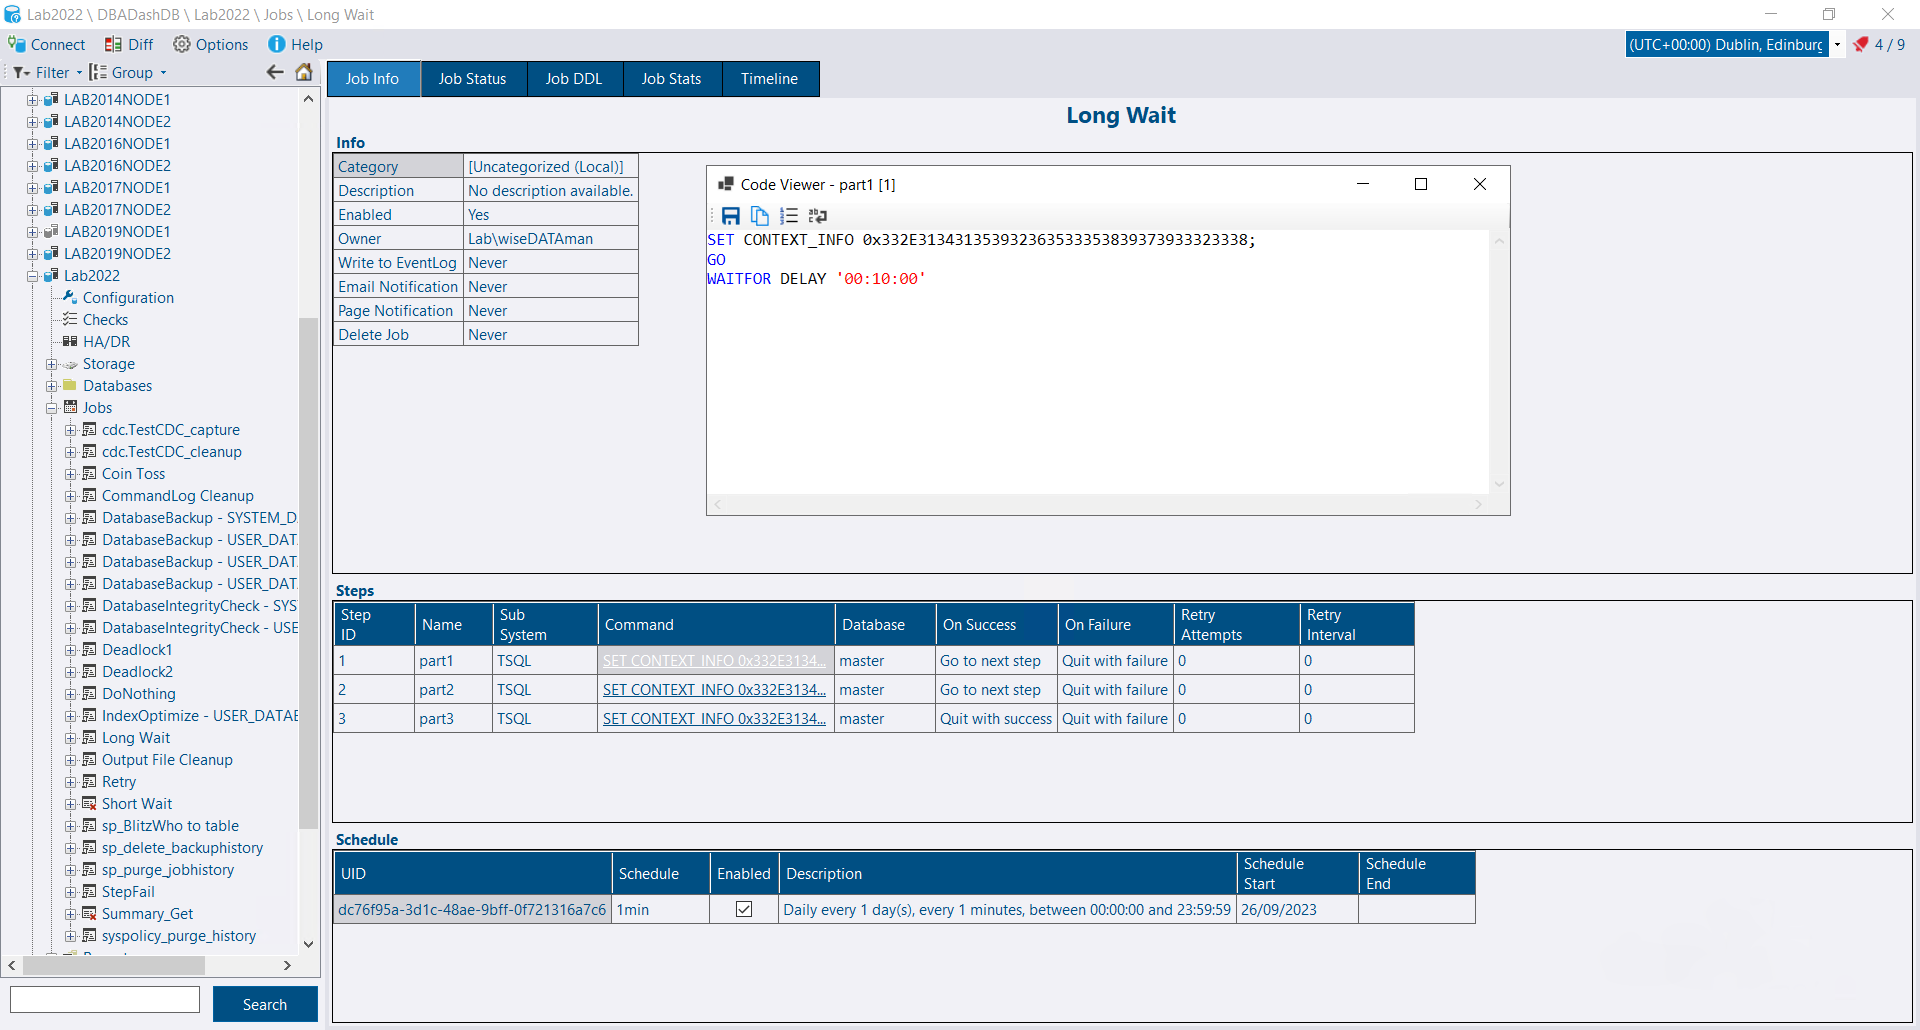 Lab2022 \ DBADashDB \ Lab2022 \ Jobs \ Long Wait
Connect Diff Options Help
(UTC+00:00) Dublin, Edinburg
4 / 9
Filter Group
LAB2014NODE1
LAB2014NODE2
LAB2016NODE1
LAB2016NODE2
LAB2017NODE1
LAB2017NODE2
LAB2019NODE1
LAB2019NODE2
Lab2022
Configuration
Checks
HA/DR
Storage
Databases
Jobs
cdc.TestCDC_capture
cdc.TestCDC_cleanup
Coin Toss
CommandLog Cleanup
DatabaseBackup - SYSTEM_D
DatabaseBackup - USER_DAT
DatabaseBackup - USER_DAT
DatabaseBackup - USER_DAT
DatabaseIntegrityCheck - SYS
DatabaseIntegrityCheck - USE
Deadlock1
Deadlock2
DoNothing
IndexOptimize - USER_DATAE
Long Wait
Output File Cleanup
Retry
Short Wait
sp_BlitzWho to table
sp_delete_backuphistory
sp_purge_jobhistory
StepFail
Summary_Get
syspolicy_purge_history
Search
Job Info Job Status Job DDL Job Stats Timeline
Long Wait
Info
Category [Uncategorized (Local)]
Description No description available.
Enabled Yes
Owner Lab\wiseDATAman
Write to EventLog Never
Email Notification Never
Page Notification Never
Delete Job Never
Code Viewer - part1 [1]
SET CONTEXT_INFO 0x332E31343135393236353335383937393332​3338;
GO
WAITFOR DELAY '00:10:00'
Steps
Step ID Name Sub System Command Database On Success On Failure Retry Attempts Retry Interval
1 part1 TSQL SET CONTEXT_INFO 0x332E3134... master Go to next step Quit with failure 0 0
2 part2 TSQL SET CONTEXT_INFO 0x332E3134... master Go to next step Quit with failure 0 0
3 part3 TSQL SET CONTEXT_INFO 0x332E3134... master Quit with success Quit with failure 0 0
Schedule
UID Schedule Enabled Description Schedule Start Schedule End
dc76f95a-3d1c-48ae-9bff-0f721316a7c6 1min Daily every 1 day(s), every 1 minutes, between 00:00:00 and 23:59:59 26/09/2023